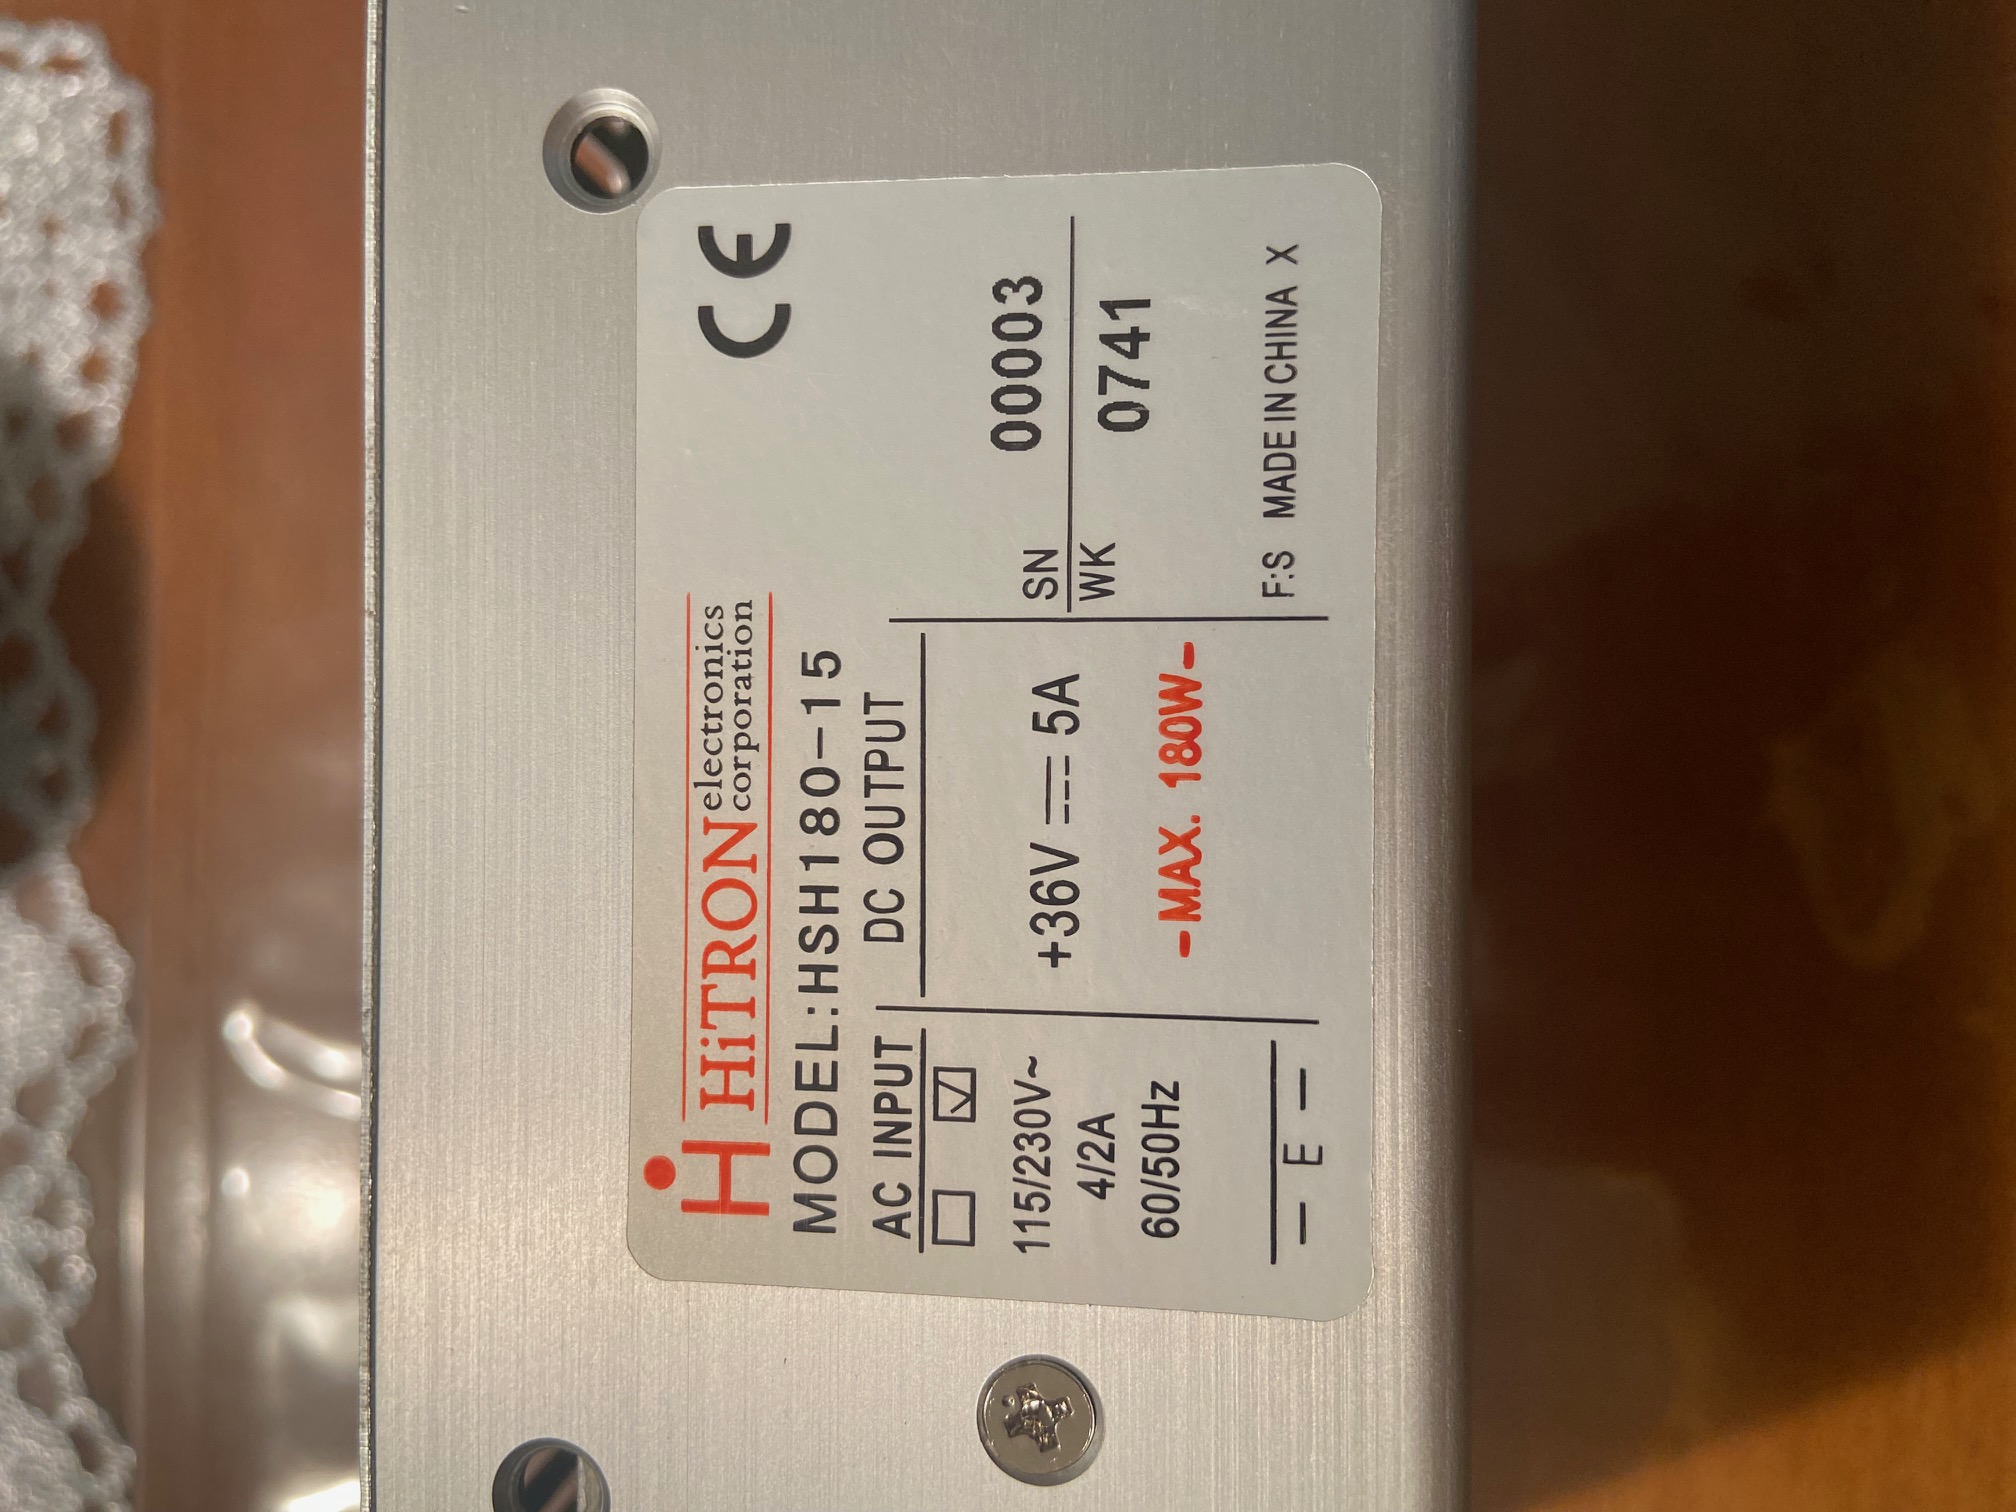 HiTRON electronics
corporation
CE
MODEL:HSH180-15
AC INPUT
DC OUTPUT
115/230V~
4/2A
60/50Hz
- E -
+36V ⎓ 5A
-MAX. 180W-
SN 00003
WK 0741
F:S MADE IN CHINA X